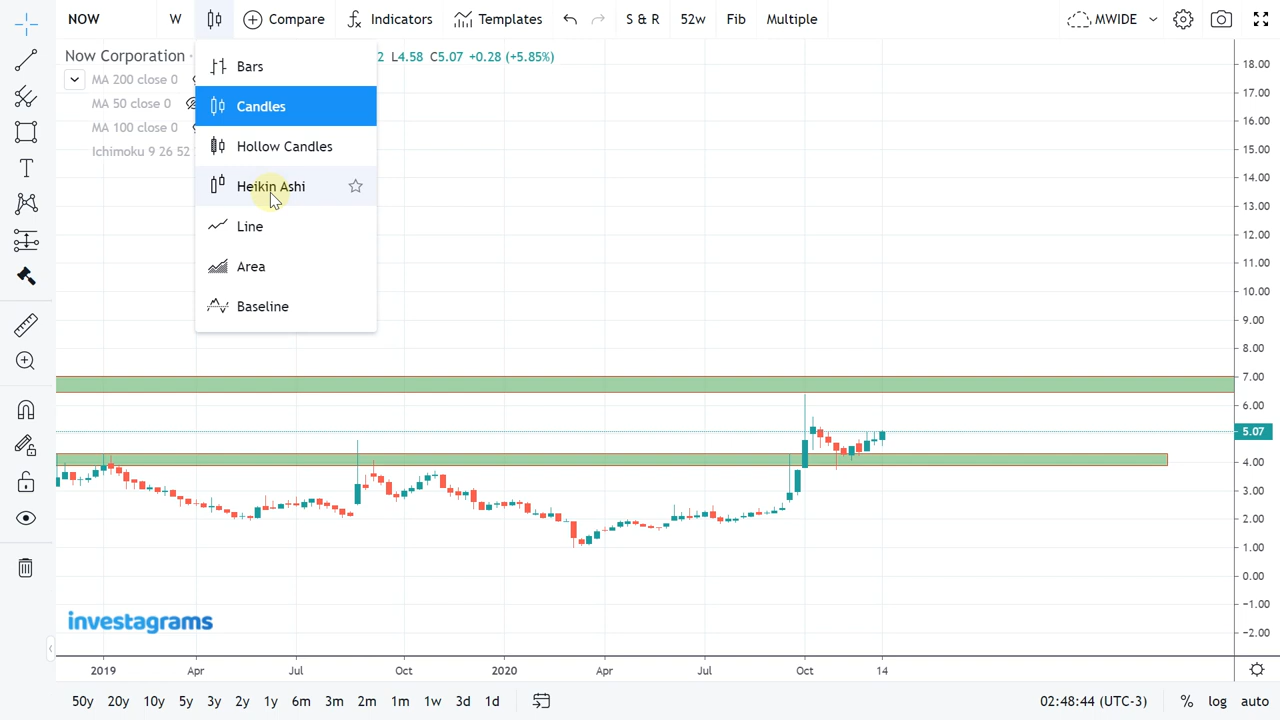 NOW W Compare Indicators Templates S & R 52w Fib Multiple MWIDE
Now Corporation · 2 L4.58 C5.07 +0.28 (+5.85%)
MA 200 close 0
MA 50 close 0
MA 100 close 0
Ichimoku 9 26 52
Bars
Candles
Hollow Candles
Heikin Ashi
Line
Area
Baseline
18.00
17.00
16.00
15.00
14.00
13.00
12.00
11.00
10.00
9.00
8.00
7.00
6.00
5.07
4.00
3.00
2.00
1.00
0.00
−1.00
−2.00
investagrams
2019 Apr Jul Oct 2020 Apr Jul Oct 14
50y 20y 10y 5y 3y 2y 1y 6m 3m 2m 1m 1w 3d 1d 02:48:44 (UTC-3) % log auto